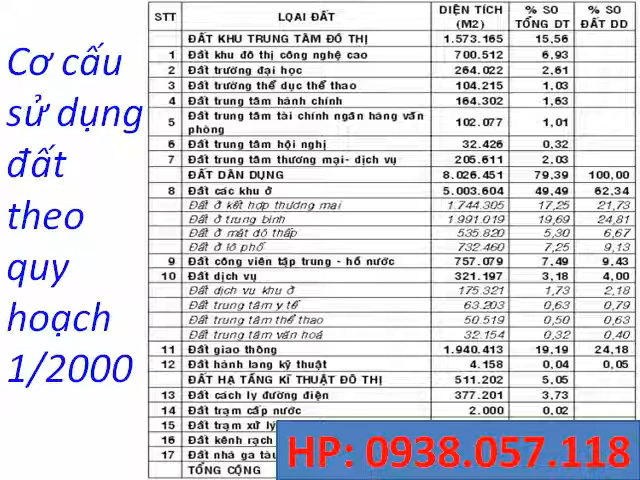 Cơ cấu
sử dụng
đất
theo
quy
hoạch
1/2000
STT LOẠI ĐẤT DIỆN TÍCH (M2) % SO TỔNG DT % SO ĐẤT DD
ĐẤT KHU TRUNG TÂM ĐÔ THỊ 1.573.165 15,56
1 Đất khu đô thị công nghệ cao 700.512 6,93
2 Đất trường đại học 264.022 2,61
3 Đất trường thể dục thể thao 104.215 1,03
4 Đất trung tâm hành chính 164.302 1,63
5 Đất trung tâm tài chính ngân hàng văn phòng 102.077 1,01
6 Đất trung tâm hội nghị 32.426 0,32
7 Đất trung tâm thương mại- dịch vụ 205.611 2,03
ĐẤT DÂN DỤNG 8.026.451 79,39 100,00
8 Đất các khu ở 5.003.604 49,49 62,34
Đất ở kết hợp thương mại 1.744.305 17,25 21,73
Đất ở trung bình 1.991.019 19,69 24,81
Đất ở mật độ thấp 535.820 5,30 6,67
Đất ở lô phố 732.460 7,25 9,13
9 Đất công viên tập trung - hồ nước 757.079 7,49 9,43
10 Đất dịch vụ 321.197 3,18 4,00
Đất dịch vụ khu ở 175.321 1,73 2,18
Đất trung tâm y tế 63.203 0,63 0,79
Đất trung tâm thể thao 50.519 0,50 0,63
Đất trung tâm văn hoá 32.154 0,32 0,40
11 Đất giao thông 1.940.413 19,19 24,18
12 Đất hành lang kỹ thuật 4.158 0,04 0,05
ĐẤT HẠ TẦNG KĨ THUẬT ĐÔ THỊ 511.202 5,05
13 Đất cách ly đường điện 377.201 3,73
14 Đất trạm cấp nước 2.000 0,02
15 Đất trạm xử lý
16 Đất kênh rạch
17 Đất nhà ga tàu
TỔNG CỘNG
HP: 0938.057.118